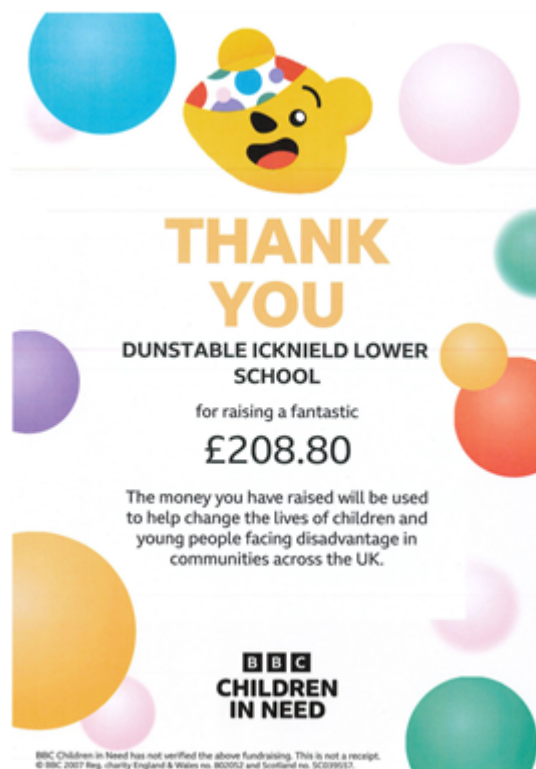 THANK
YOU
DUNSTABLE ICKNIELD LOWER
SCHOOL
for raising a fantastic
£208.80
The money you have raised will be used
to help change the lives of children and
young people facing disadvantage in
communities across the UK.
BBC
CHILDREN
IN NEED
BBC Children in Need has not verified the above fundraising. This is not a receipt.
© BBC 2007 Reg. charity England & Wales no. 802052 and Scotland no. SC039557.